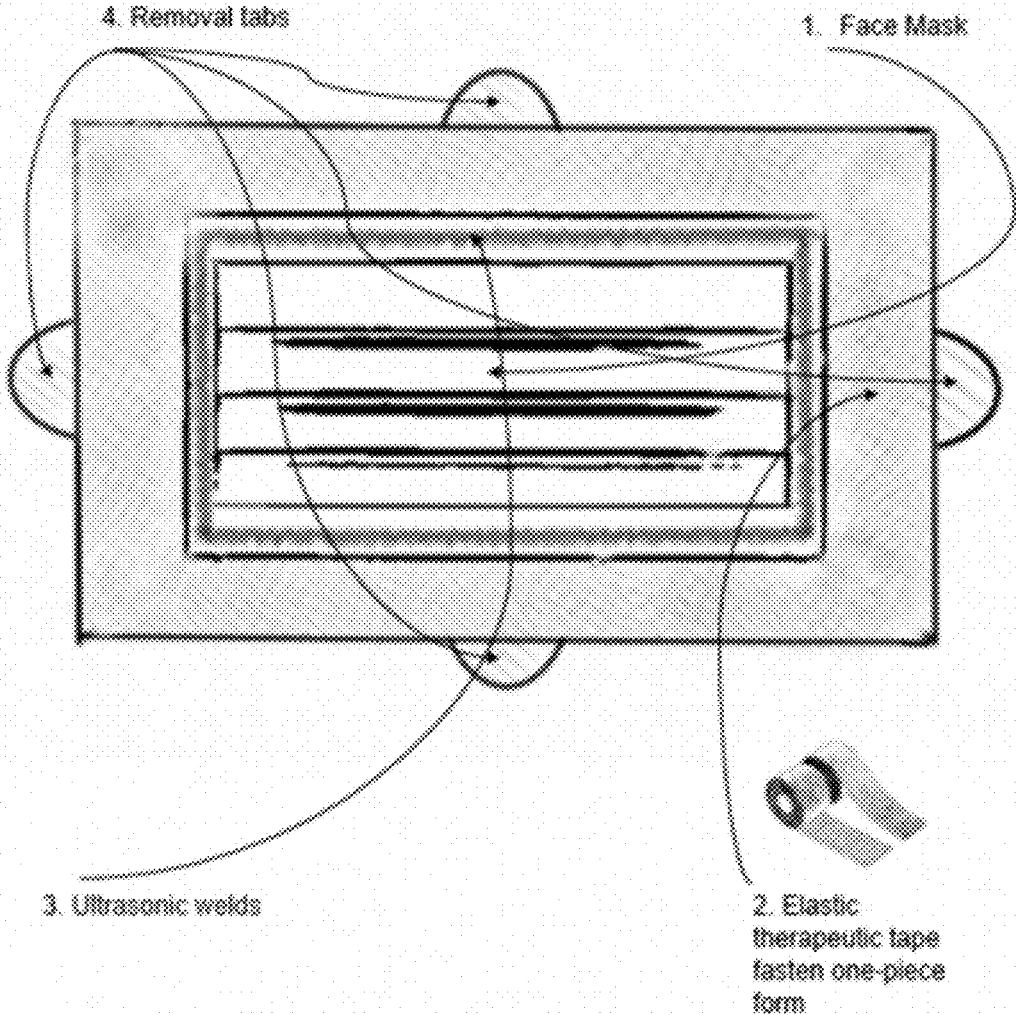 4. Removal tabs
1. Face Mask
3. Ultrasonic welds
2. Elastic
therapeutic tape
fasten one-piece
form